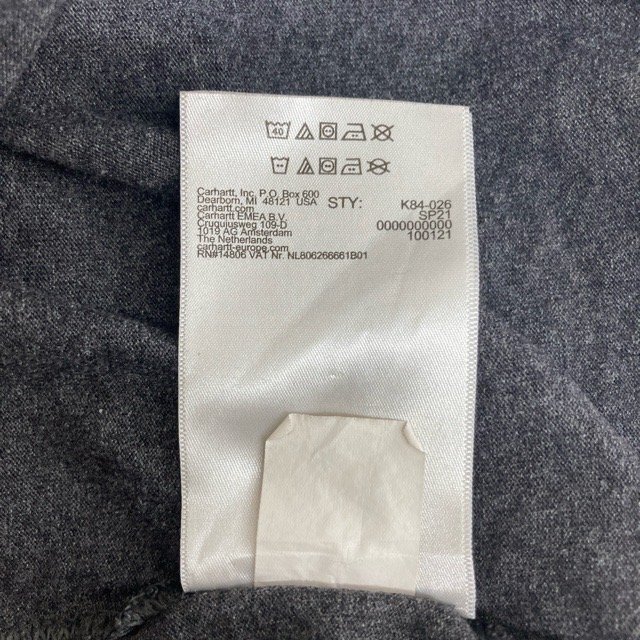 40
Carhartt, Inc. P.O. Box 600
Dearborn, MI 48121 USA STY: K84-026
carhartt.com SP21
Carhartt EMEA B.V. 0000000000
Cruquiusweg 109-D 100121
1019 AG Amsterdam
The Netherlands
carhartt-europe.com
RN#14806 VAT Nr. NL806266661B01